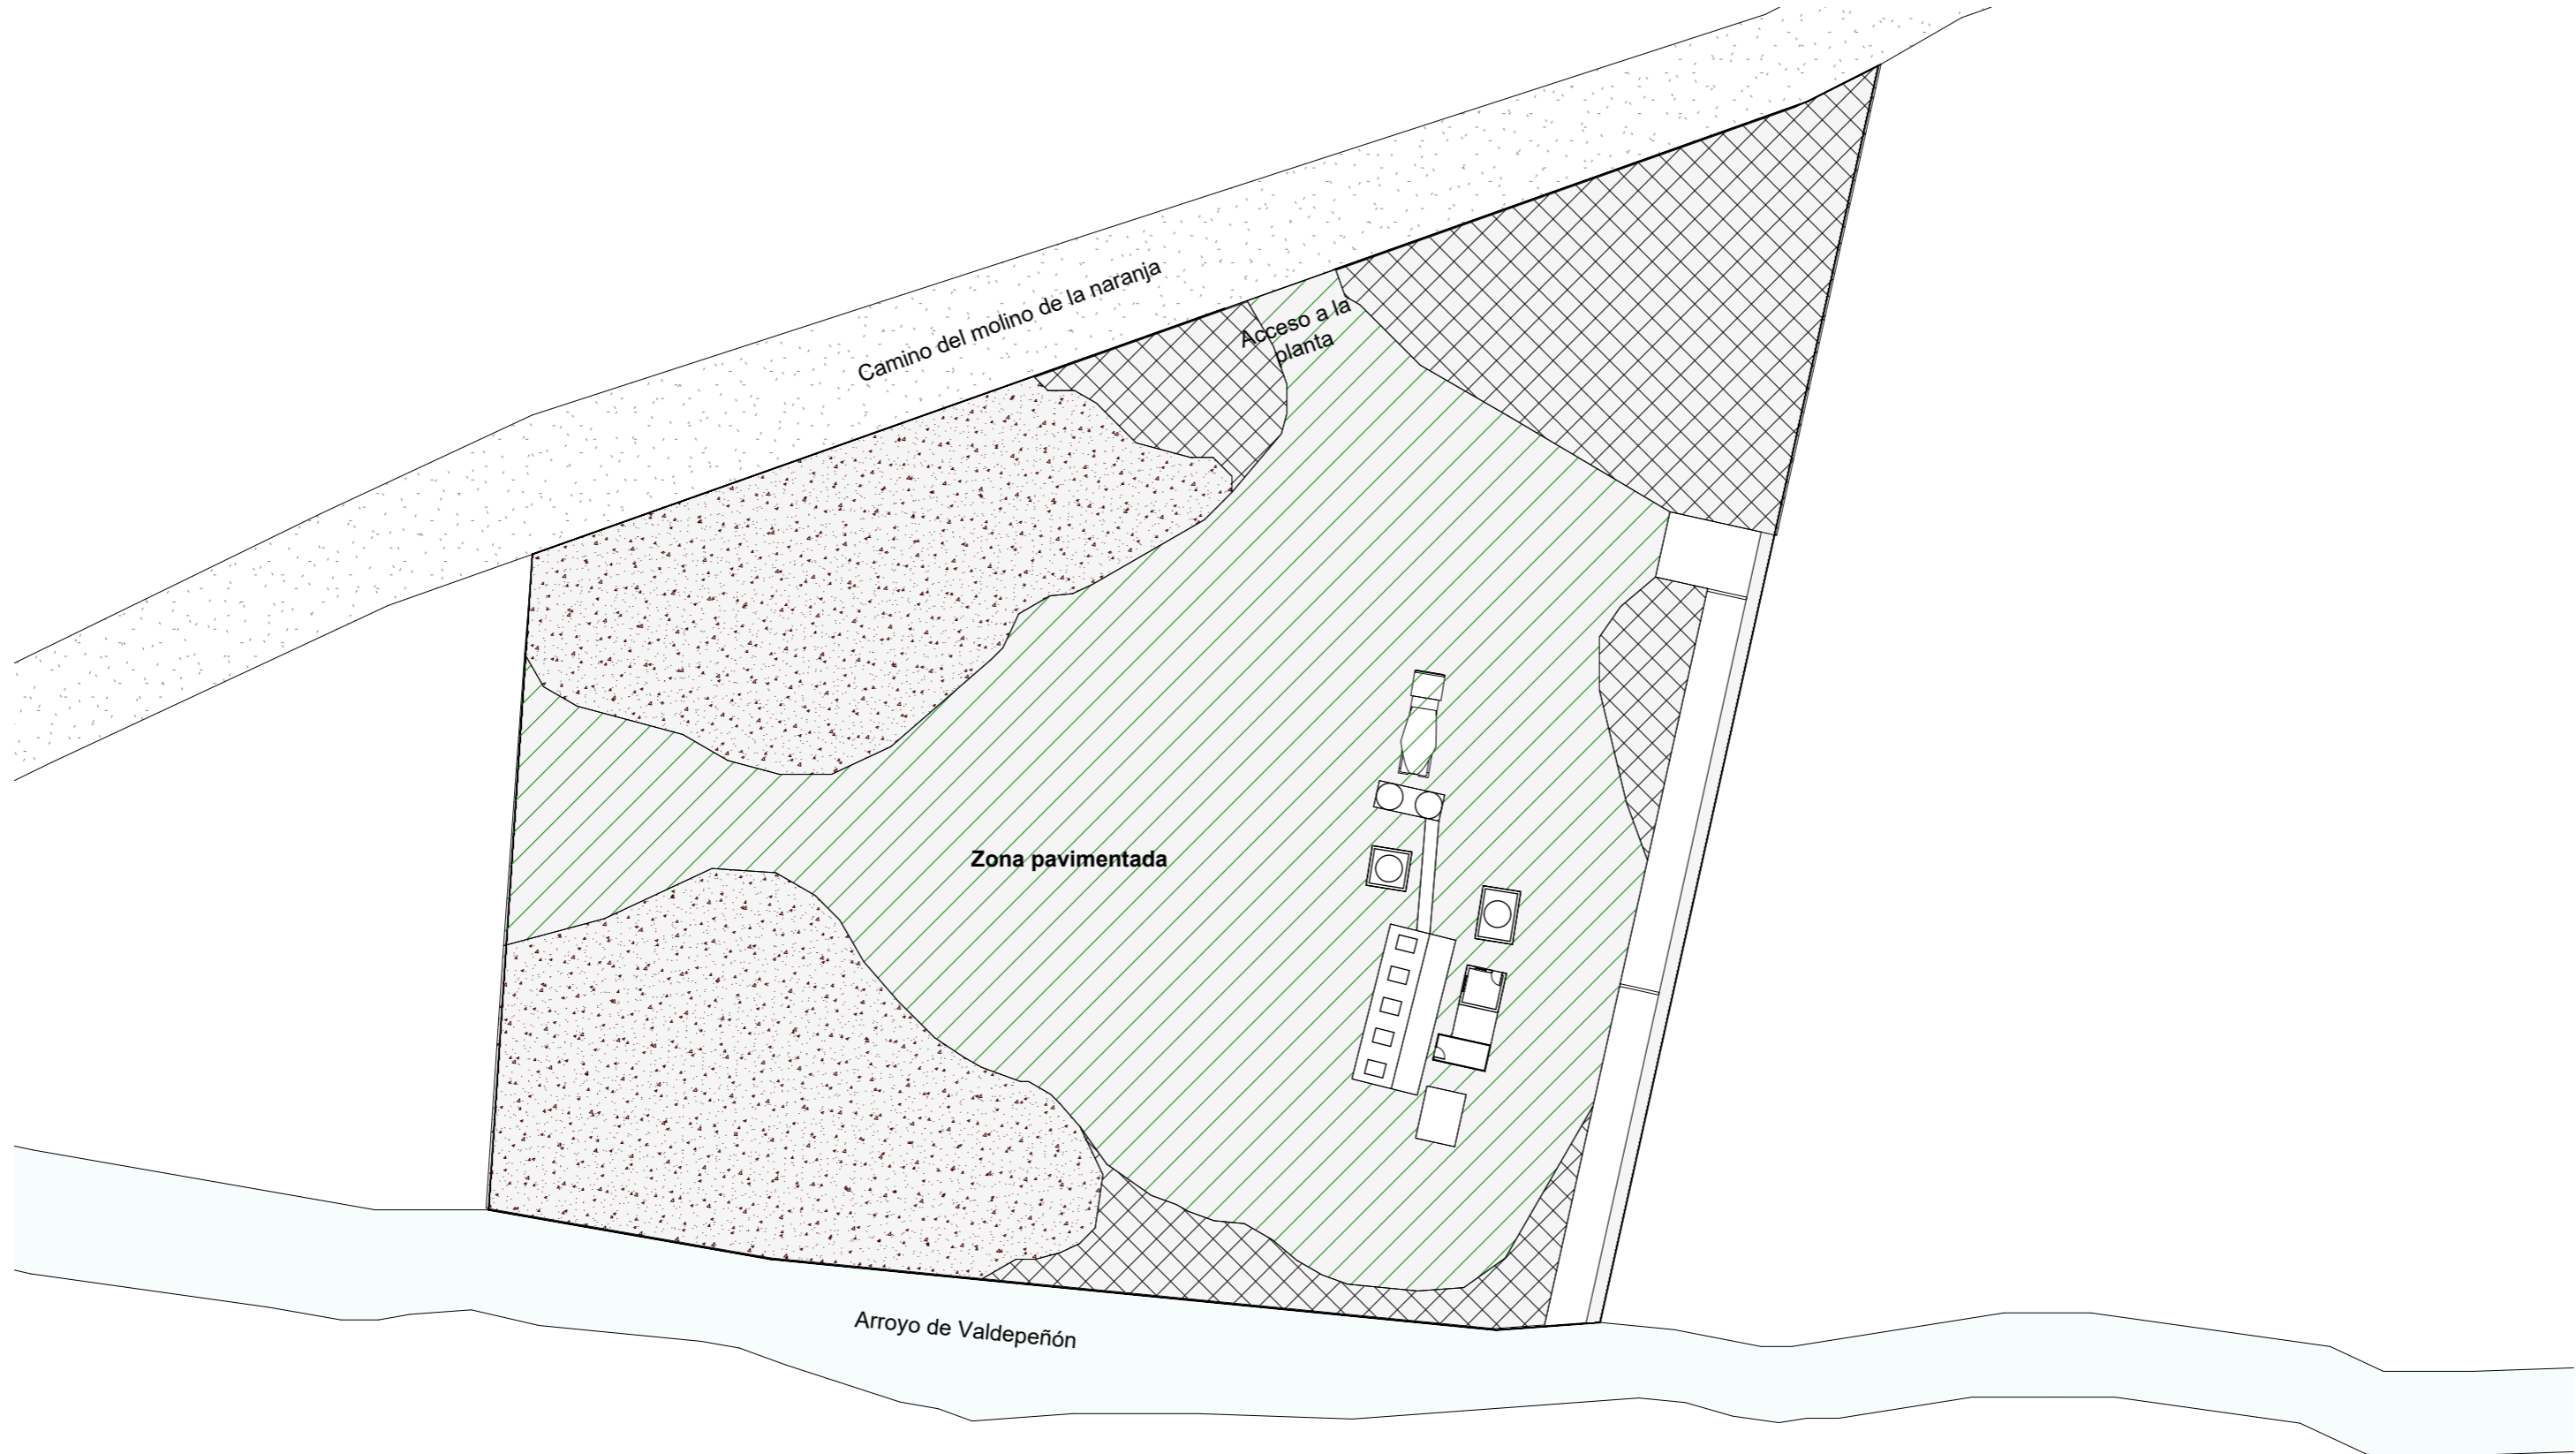 Camino del molino de la naranja
Acceso a la
planta
Zona pavimentada
Arroyo de Valdepeñón